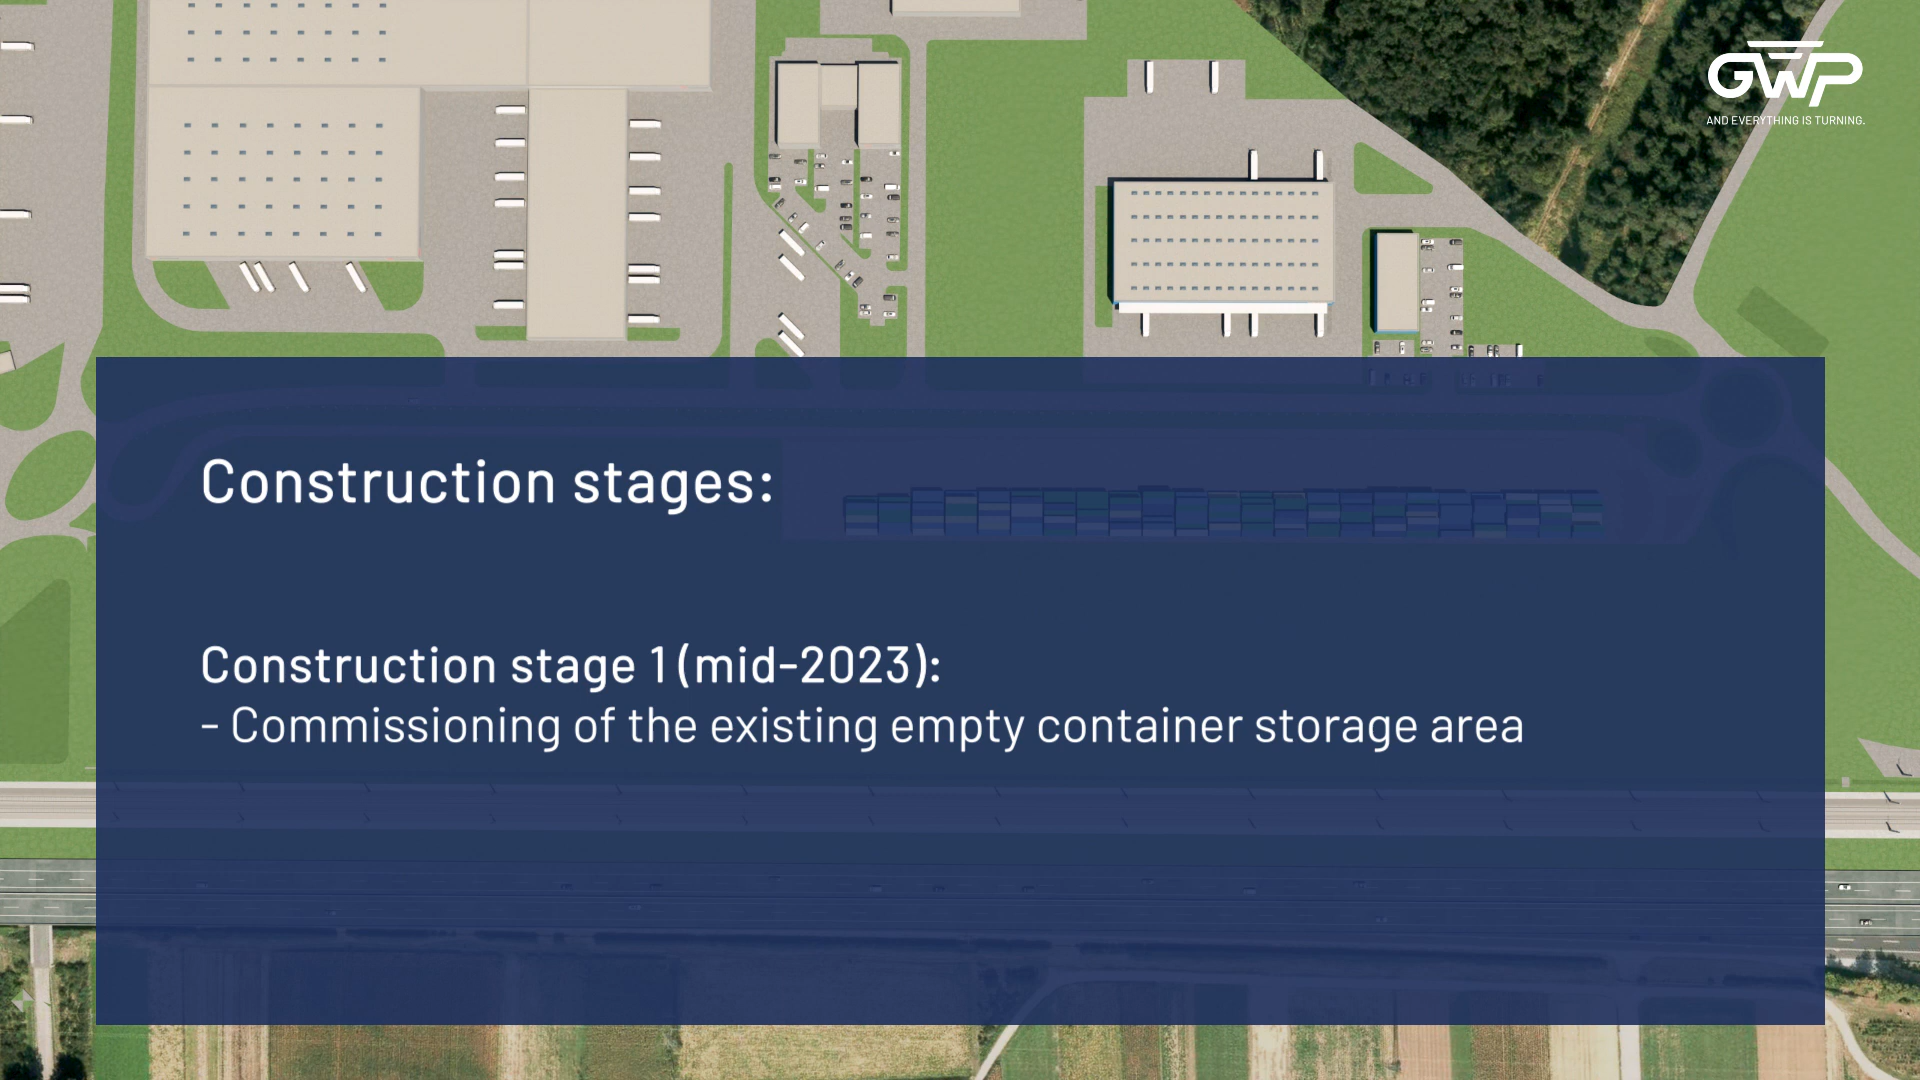 GWP
AND EVERYTHING IS TURNING.
Construction stages:
Construction stage 1 (mid-2023):
- Commissioning of the existing empty container storage area